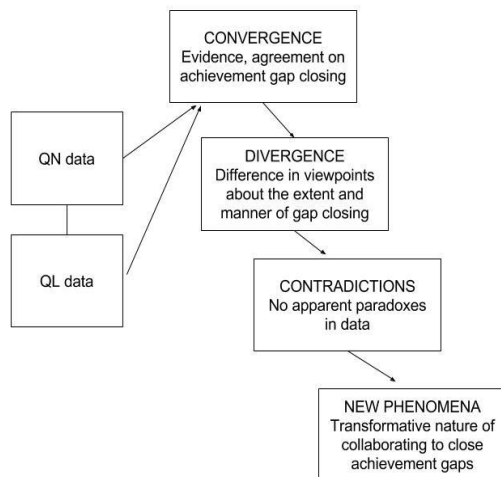 CONVERGENCE
Evidence, agreement on
achievement gap closing
QN data
DIVERGENCE
Difference in viewpoints
about the extent and
manner of gap closing
QL data
CONTRADICTIONS
No apparent paradoxes
in data
NEW PHENOMENA
Transformative nature of
collaborating to close
achievement gaps